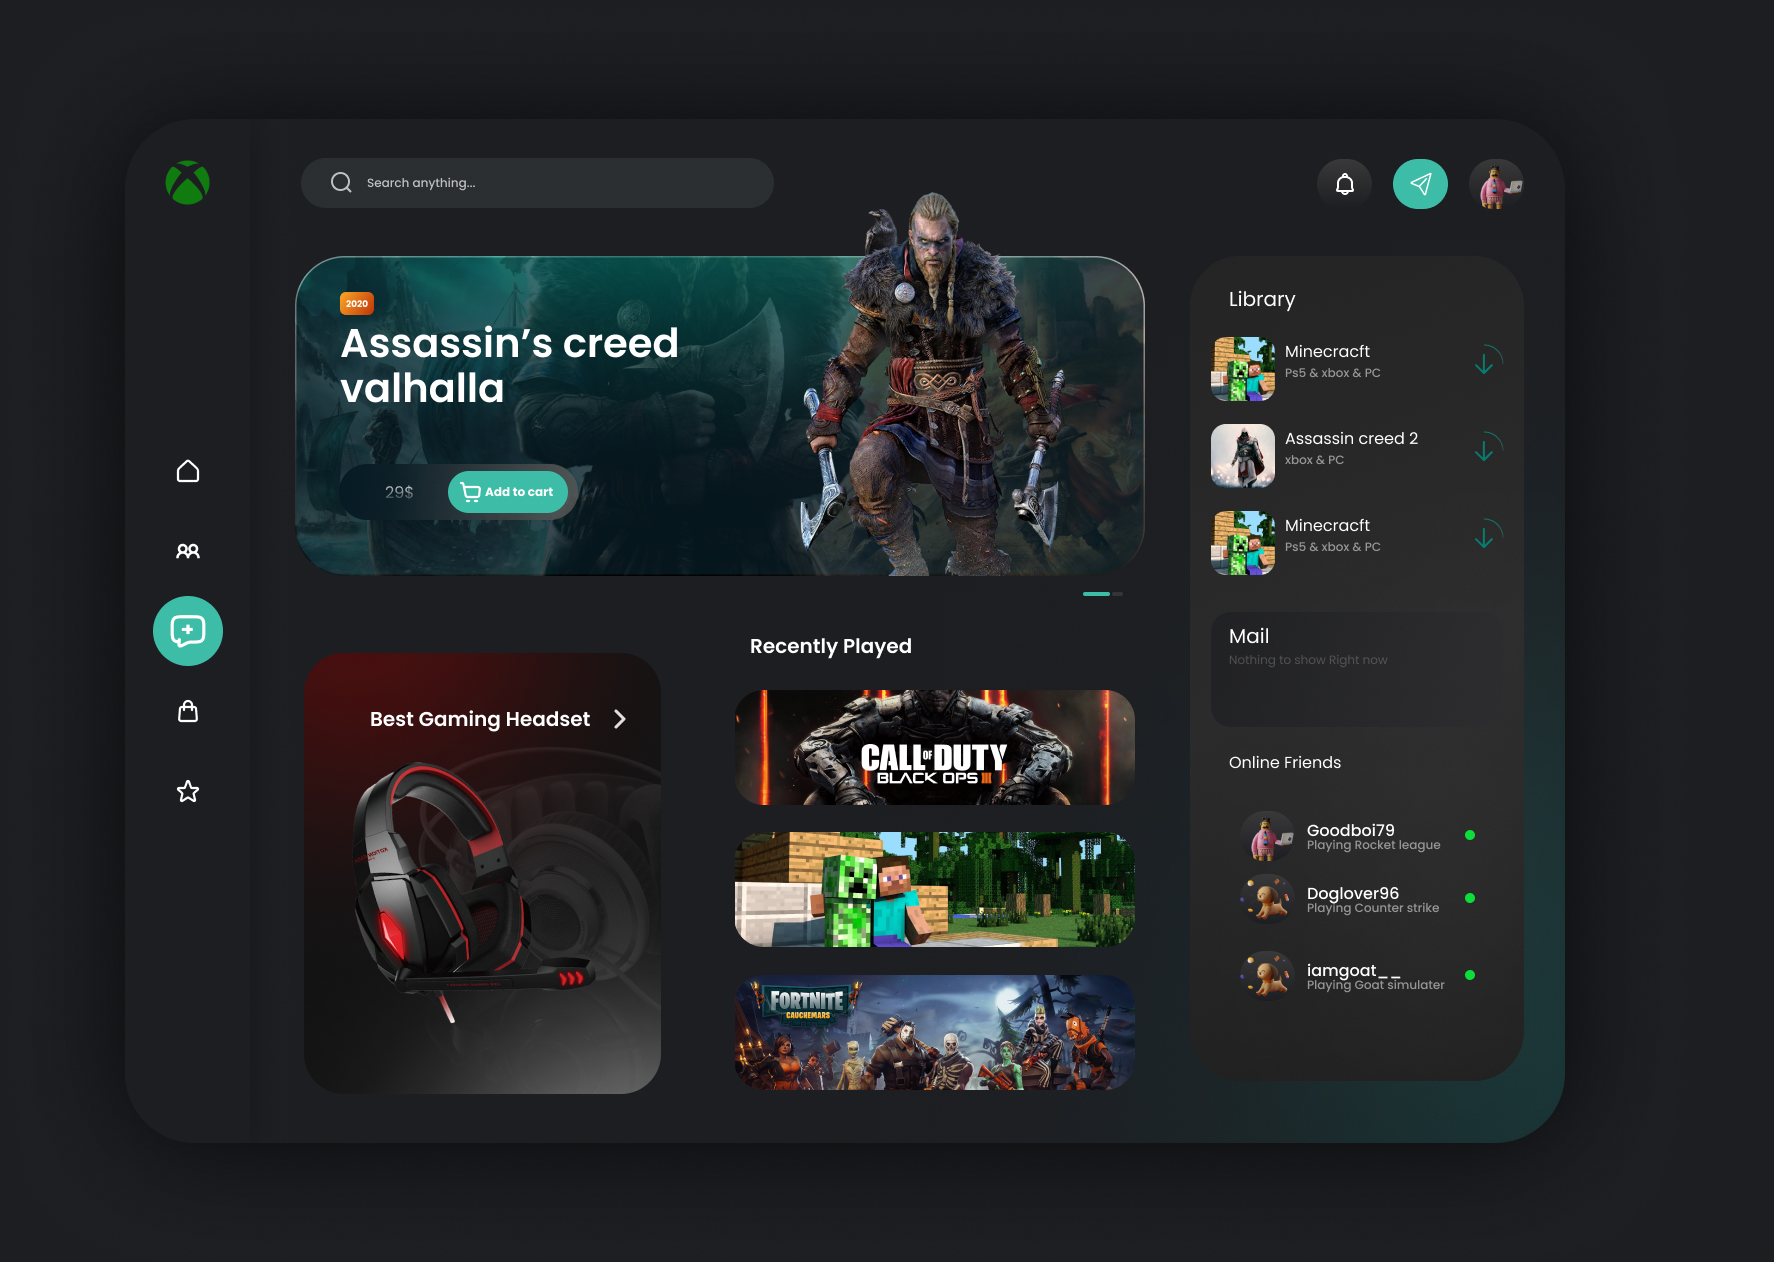 Search anything...
2020
Assassin’s creed
valhalla
29$
Add to cart
Best Gaming Headset
Recently Played
CALL OF DUTY
BLACK OPS III
FORTNITE
CAUCHEMARS
Library
Minecracft
Ps5 & xbox & PC
Assassin creed 2
xbox & PC
Minecracft
Ps5 & xbox & PC
Mail
Nothing to show Right now
Online Friends
Goodboi79
Playing Rocket league
Doglover96
Playing Counter strike
iamgoat__
Playing Goat simulater